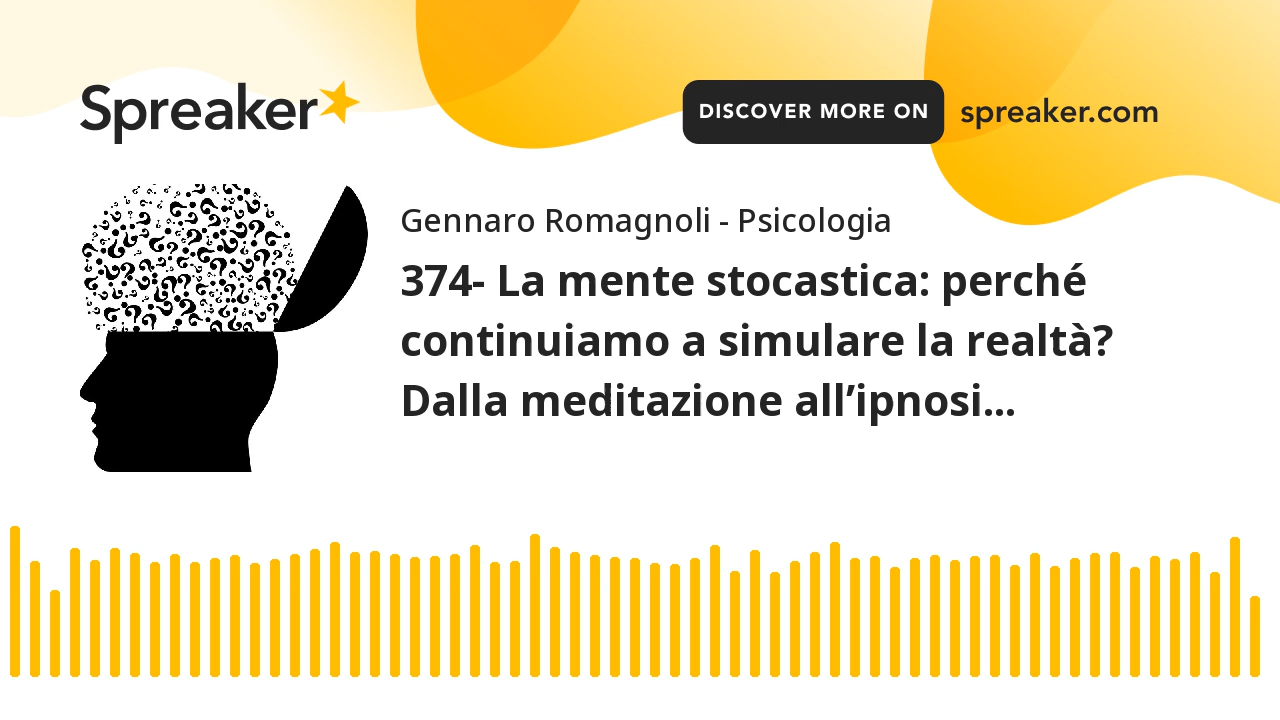 Spreaker
DISCOVER MORE ON spreaker.com
Gennaro Romagnoli - Psicologia
374- La mente stocastica: perché
continuiamo a simulare la realtà?
Dalla meditazione all’ipnosi...